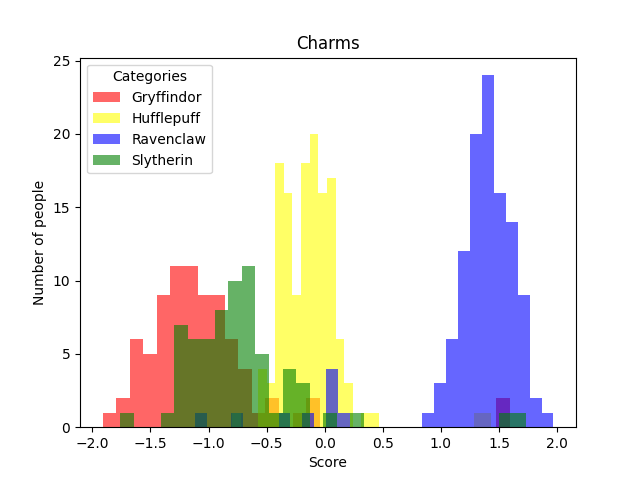 Charms
25
20
15
10
5
0
Number of people
Categories
Gryffindor
Hufflepuff
Ravenclaw
Slytherin
−2.0 −1.5 −1.0 −0.5 0.0 0.5 1.0 1.5 2.0
Score